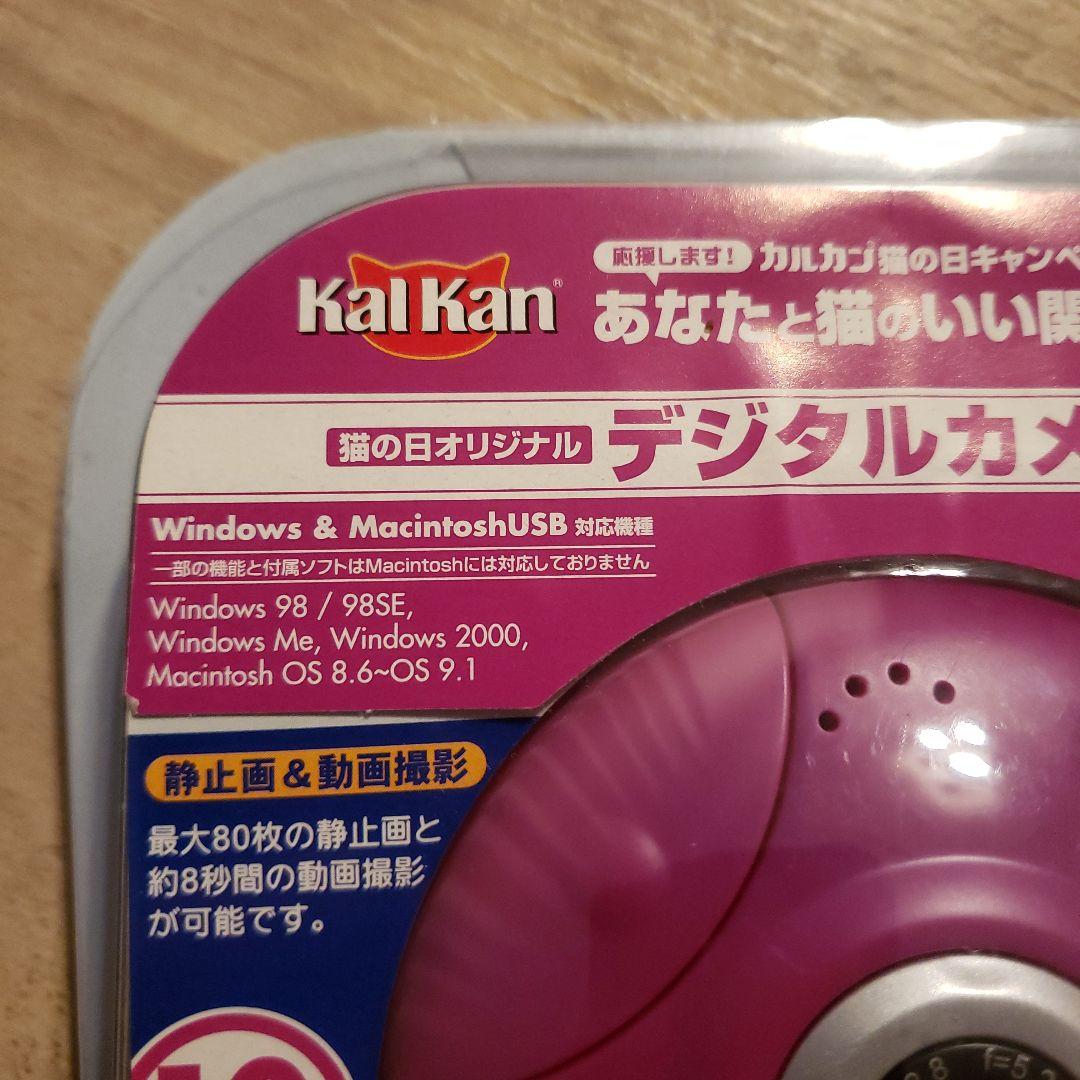 KalKan®
応援します! カルカン猫の日キャンペ
あなたと猫のいい関
猫の日オリジナル デジタルカメ
Windows & MacintoshUSB 対応機種
一部の機能と付属ソフトはMacintoshには対応しておりません
Windows 98 / 98SE,
Windows Me, Windows 2000,
Macintosh OS 8.6~OS 9.1
静止画&動画撮影
最大80枚の静止画と
約8秒間の動画撮影
が可能です。